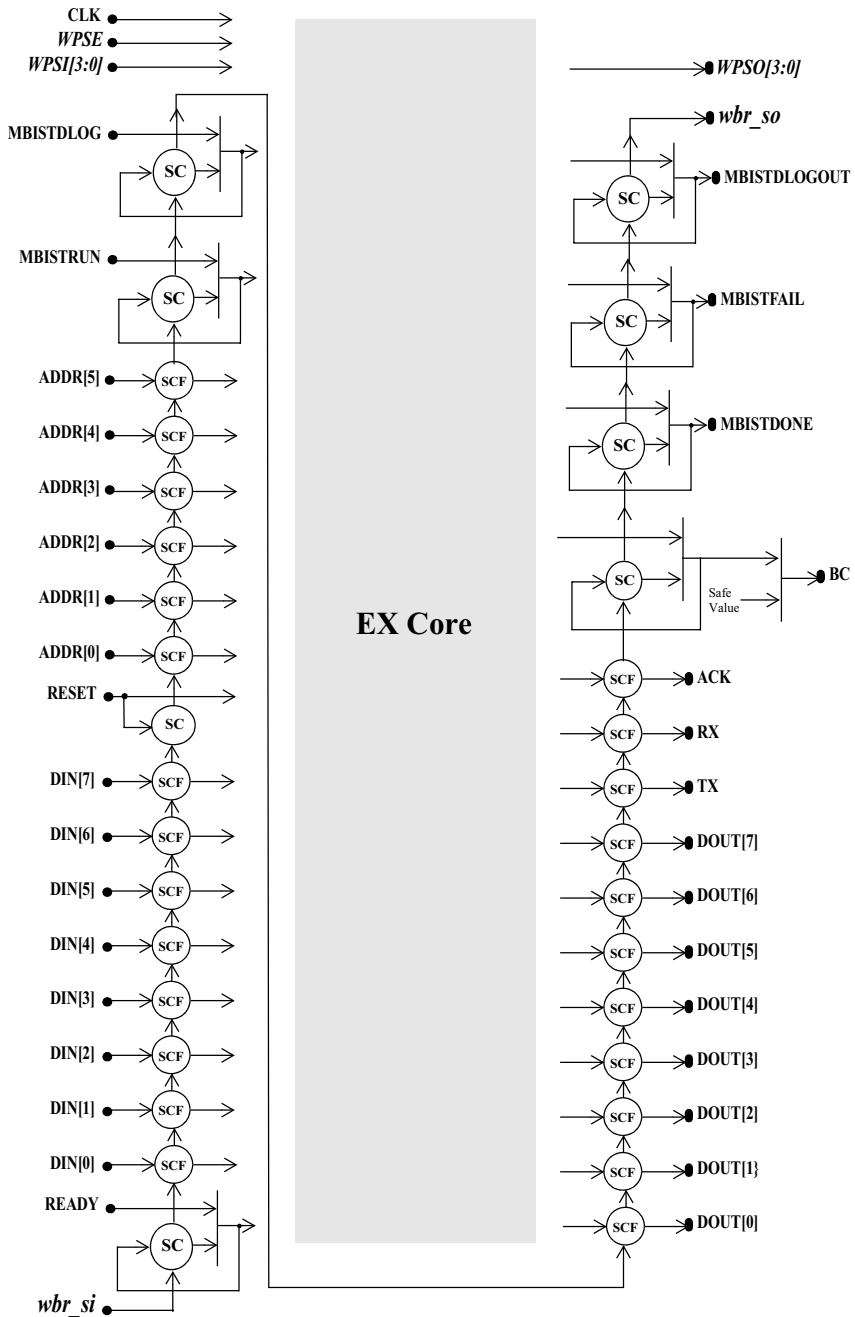 CLK
WPSE
WPSI[3:0]
MBISTDLOG
SC
MBISTRUN
SC
ADDR[5]
SCF
ADDR[4]
SCF
ADDR[3]
SCF
ADDR[2]
SCF
ADDR[1]
SCF
ADDR[0]
SCF
RESET
SC
DIN[7]
SCF
DIN[6]
SCF
DIN[5]
SCF
DIN[4]
SCF
DIN[3]
SCF
DIN[2]
SCF
DIN[1]
SCF
DIN[0]
SCF
READY
SC
wbr_si
EX Core
WPSO[3:0]
wbr_so
MBISTDLOGOUT
SC
MBISTFAIL
SC
MBISTDONE
SC
BC
SC
Safe
Value
SCF
ACK
SCF
RX
SCF
TX
SCF
DOUT[7]
SCF
DOUT[6]
SCF
DOUT[5]
SCF
DOUT[4]
SCF
DOUT[3]
SCF
DOUT[2]
SCF
DOUT[1}
SCF
DOUT[0]